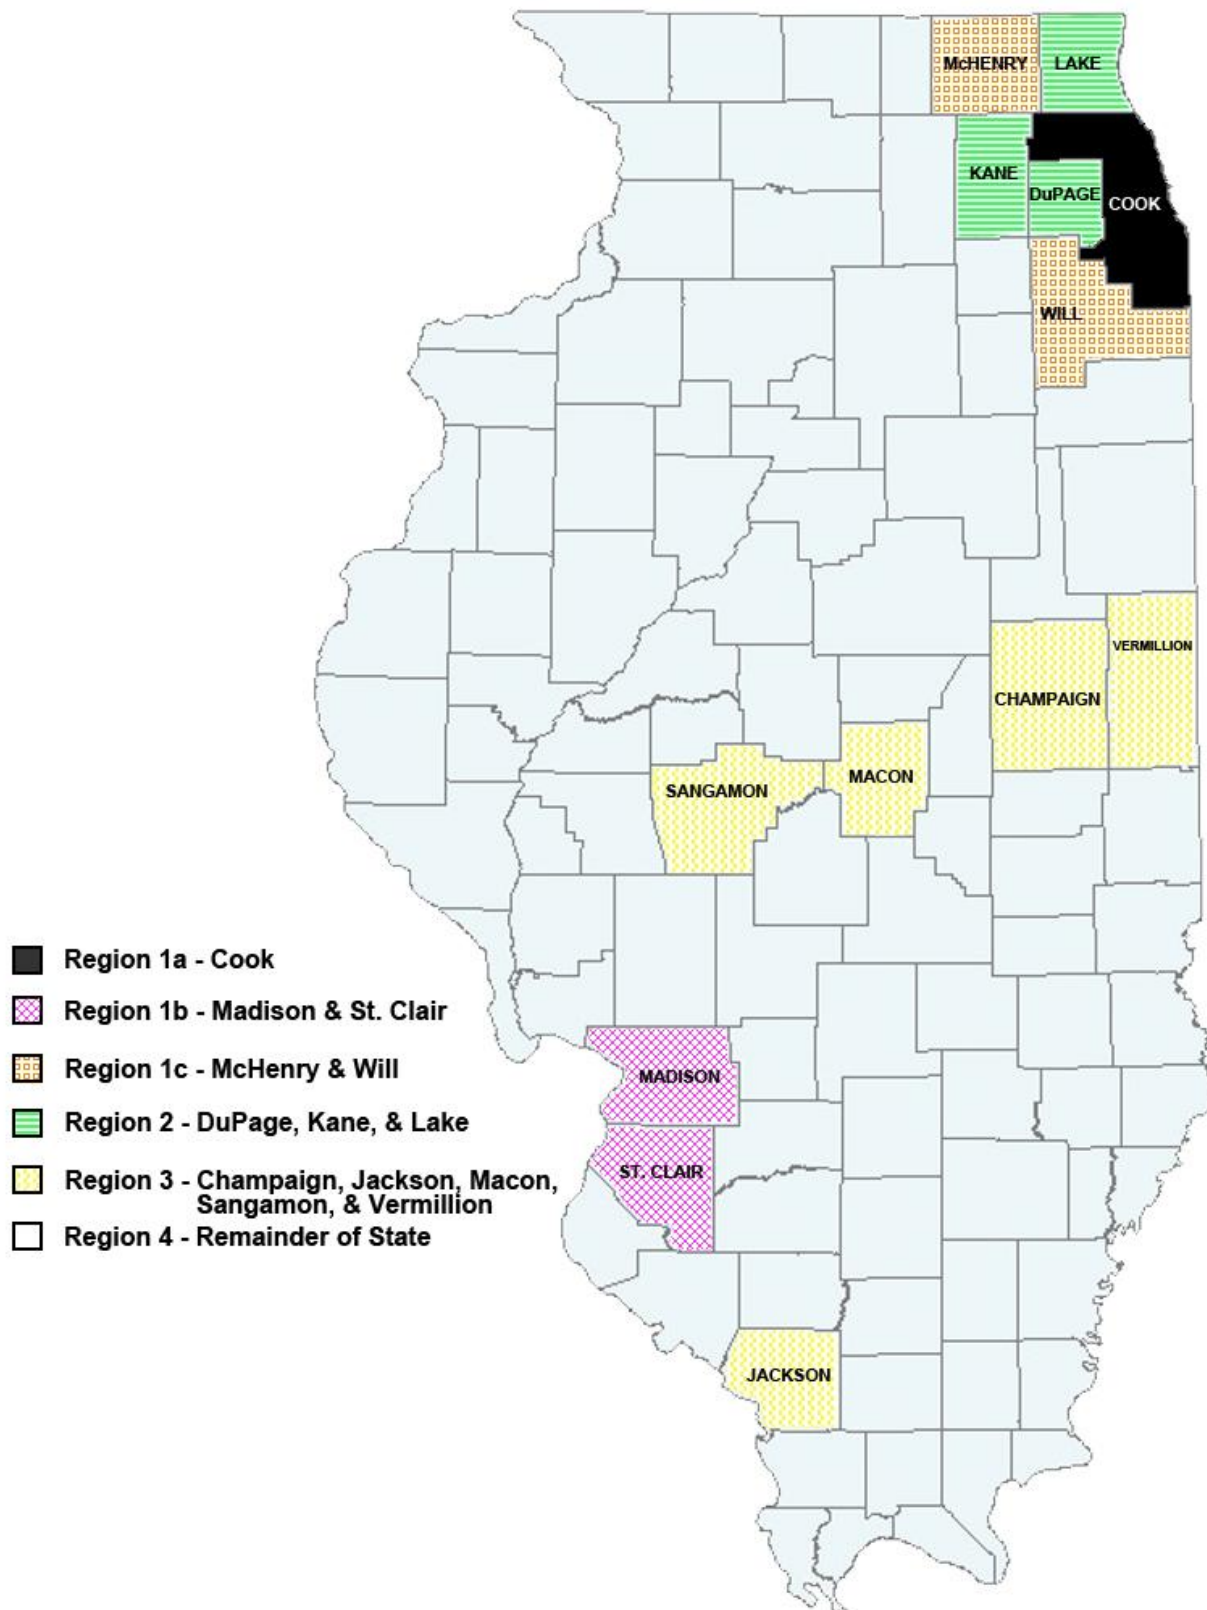 McHENRY
LAKE
KANE
DuPAGE
COOK
WILL
VERMILLION
CHAMPAIGN
MACON
SANGAMON
Region 1a - Cook
Region 1b - Madison & St. Clair
Region 1c - McHenry & Will
Region 2 - DuPage, Kane, & Lake
Region 3 - Champaign, Jackson, Macon,
Sangamon, & Vermillion
Region 4 - Remainder of State
MADISON
ST. CLAIR
JACKSON